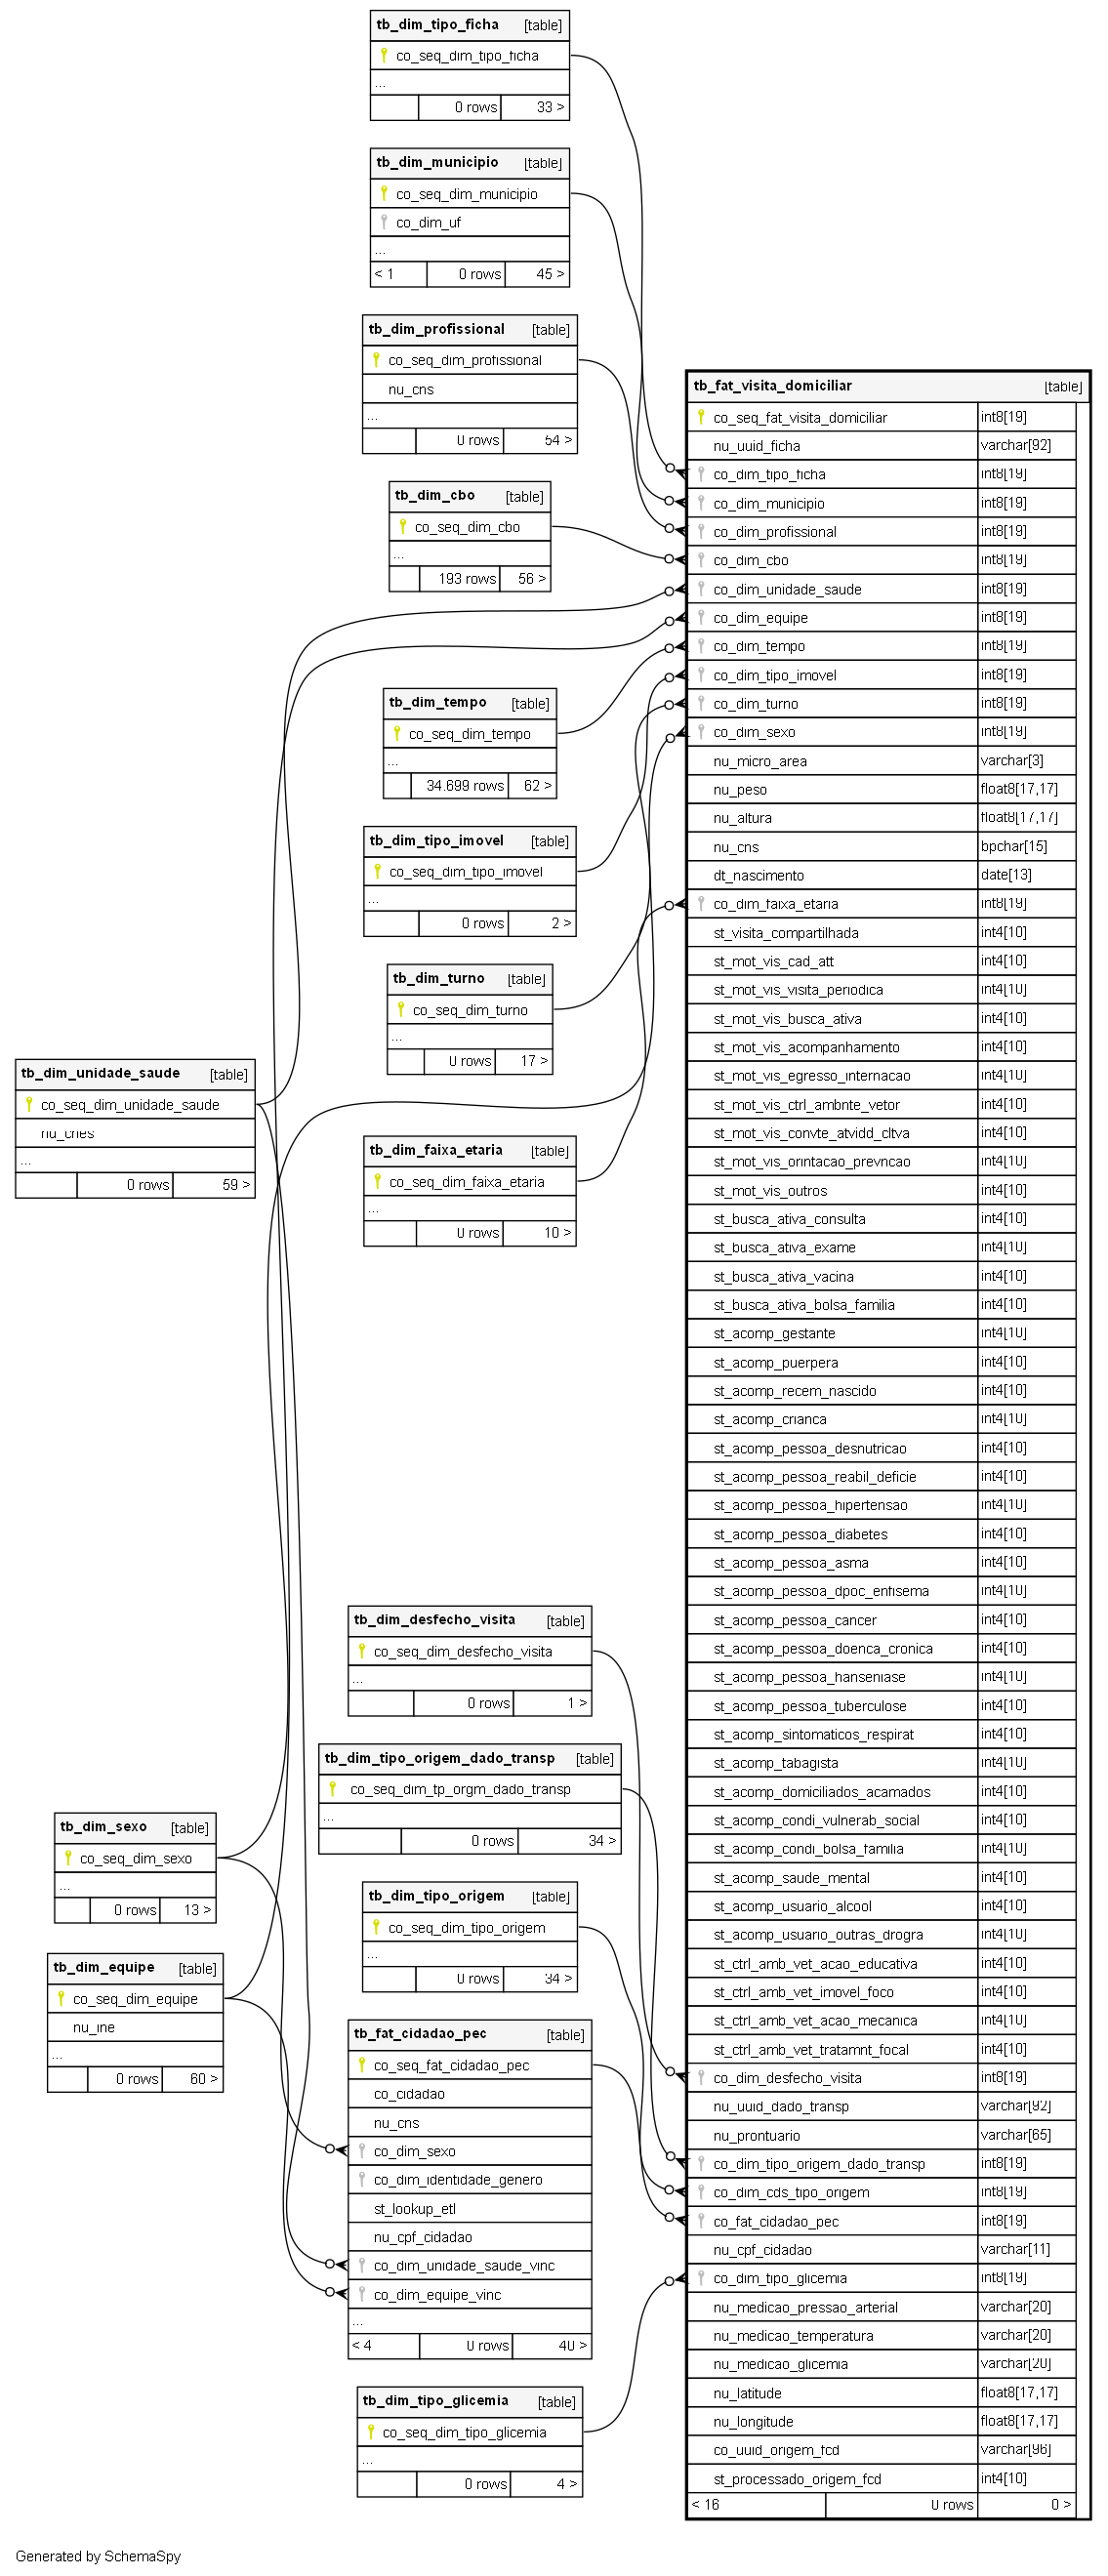 tb_dim_tipo_ficha [table]
co_seq_dim_tipo_ficha
...
0 rows 33 >
tb_dim_municipio [table]
co_seq_dim_municipio
co_dim_uf
...
< 1 0 rows 45 >
tb_dim_profissional [table]
co_seq_dim_profissional
nu_cns
...
0 rows 54 >
tb_dim_cbo [table]
co_seq_dim_cbo
...
193 rows 56 >
tb_dim_tempo [table]
co_seq_dim_tempo
...
34.699 rows 62 >
tb_dim_tipo_imovel [table]
co_seq_dim_tipo_imovel
...
0 rows 2 >
tb_dim_turno [table]
co_seq_dim_turno
...
0 rows 17 >
tb_dim_unidade_saude [table]
co_seq_dim_unidade_saude
nu_cnes
...
0 rows 59 >
tb_dim_faixa_etaria [table]
co_seq_dim_faixa_etaria
...
0 rows 10 >
tb_dim_desfecho_visita [table]
co_seq_dim_desfecho_visita
...
0 rows 1 >
tb_dim_tipo_origem_dado_transp [table]
co_seq_dim_tp_orgm_dado_transp
...
0 rows 34 >
tb_dim_sexo [table]
co_seq_dim_sexo
...
0 rows 13 >
tb_dim_tipo_origem [table]
co_seq_dim_tipo_origem
...
0 rows 34 >
tb_dim_equipe [table]
co_seq_dim_equipe
nu_ine
...
0 rows 60 >
tb_fat_cidadao_pec [table]
co_seq_fat_cidadao_pec
co_cidadao
nu_cns
co_dim_sexo
co_dim_identidade_genero
st_lookup_etl
nu_cpf_cidadao
co_dim_unidade_saude_vinc
co_dim_equipe_vinc
...
< 4 0 rows 40 >
tb_dim_tipo_glicemia [table]
co_seq_dim_tipo_glicemia
...
0 rows 4 >
tb_fat_visita_domiciliar [table]
co_seq_fat_visita_domiciliar int8[19]
nu_uuid_ficha varchar[92]
co_dim_tipo_ficha int8[19]
co_dim_municipio int8[19]
co_dim_profissional int8[19]
co_dim_cbo int8[19]
co_dim_unidade_saude int8[19]
co_dim_equipe int8[19]
co_dim_tempo int8[19]
co_dim_tipo_imovel int8[19]
co_dim_turno int8[19]
co_dim_sexo int8[19]
nu_micro_area varchar[3]
nu_peso float8[17,17]
nu_altura float8[17,17]
nu_cns bpchar[15]
dt_nascimento date[13]
co_dim_faixa_etaria int8[19]
st_visita_compartilhada int4[10]
st_mot_vis_cad_att int4[10]
st_mot_vis_visita_periodica int4[10]
st_mot_vis_busca_ativa int4[10]
st_mot_vis_acompanhamento int4[10]
st_mot_vis_egresso_internacao int4[10]
st_mot_vis_ctrl_ambnte_vetor int4[10]
st_mot_vis_convte_atvidd_cltva int4[10]
st_mot_vis_orintacao_prevncao int4[10]
st_mot_vis_outros int4[10]
st_busca_ativa_consulta int4[10]
st_busca_ativa_exame int4[10]
st_busca_ativa_vacina int4[10]
st_busca_ativa_bolsa_familia int4[10]
st_acomp_gestante int4[10]
st_acomp_puerpera int4[10]
st_acomp_recem_nascido int4[10]
st_acomp_crianca int4[10]
st_acomp_pessoa_desnutricao int4[10]
st_acomp_pessoa_reabil_deficie int4[10]
st_acomp_pessoa_hipertensao int4[10]
st_acomp_pessoa_diabetes int4[10]
st_acomp_pessoa_asma int4[10]
st_acomp_pessoa_dpoc_enfisema int4[10]
st_acomp_pessoa_cancer int4[10]
st_acomp_pessoa_doenca_cronica int4[10]
st_acomp_pessoa_hanseniase int4[10]
st_acomp_pessoa_tuberculose int4[10]
st_acomp_sintomaticos_respirat int4[10]
st_acomp_tabagista int4[10]
st_acomp_domiciliados_acamados int4[10]
st_acomp_condi_vulnerab_social int4[10]
st_acomp_condi_bolsa_familia int4[10]
st_acomp_saude_mental int4[10]
st_acomp_usuario_alcool int4[10]
st_acomp_usuario_outras_drogra int4[10]
st_ctrl_amb_vet_acao_educativa int4[10]
st_ctrl_amb_vet_imovel_foco int4[10]
st_ctrl_amb_vet_acao_mecanica int4[10]
st_ctrl_amb_vet_tratamnt_focal int4[10]
co_dim_desfecho_visita int8[19]
nu_uuid_dado_transp varchar[92]
nu_prontuario varchar[65]
co_dim_tipo_origem_dado_transp int8[19]
co_dim_cds_tipo_origem int8[19]
co_fat_cidadao_pec int8[19]
nu_cpf_cidadao varchar[11]
co_dim_tipo_glicemia int8[19]
nu_medicao_pressao_arterial varchar[20]
nu_medicao_temperatura varchar[20]
nu_medicao_glicemia varchar[20]
nu_latitude float8[17,17]
nu_longitude float8[17,17]
co_uuid_origem_fcd varchar[96]
st_processado_origem_fcd int4[10]
< 16 0 rows 0 >
Generated by SchemaSpy